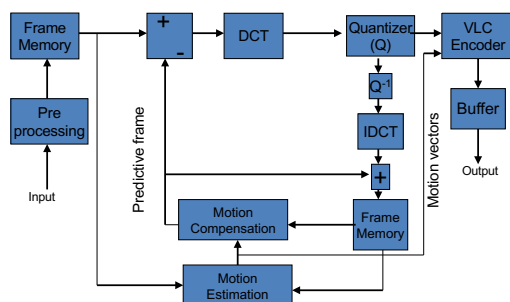 Frame
Memory
+
-
DCT
Quantizer
(Q)
VLC
Encoder
Q-1
Pre
processing
Buffer
IDCT
Predictive frame
Motion vectors
+
Input
Output
Motion
Compensation
Frame
Memory
Motion
Estimation